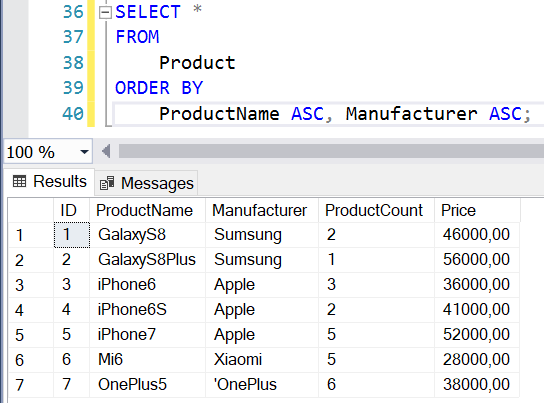 36 SELECT *
37 FROM
38 Product
39 ORDER BY
40 ProductName ASC, Manufacturer ASC;
100 %
Results Messages
ID ProductName Manufacturer ProductCount Price
1 1 GalaxyS8 Sumsung 2 46000,00
2 2 GalaxyS8Plus Sumsung 1 56000,00
3 3 iPhone6 Apple 3 36000,00
4 4 iPhone6S Apple 2 41000,00
5 5 iPhone7 Apple 5 52000,00
6 6 Mi6 Xiaomi 5 28000,00
7 7 OnePlus5 'OnePlus 6 38000,00